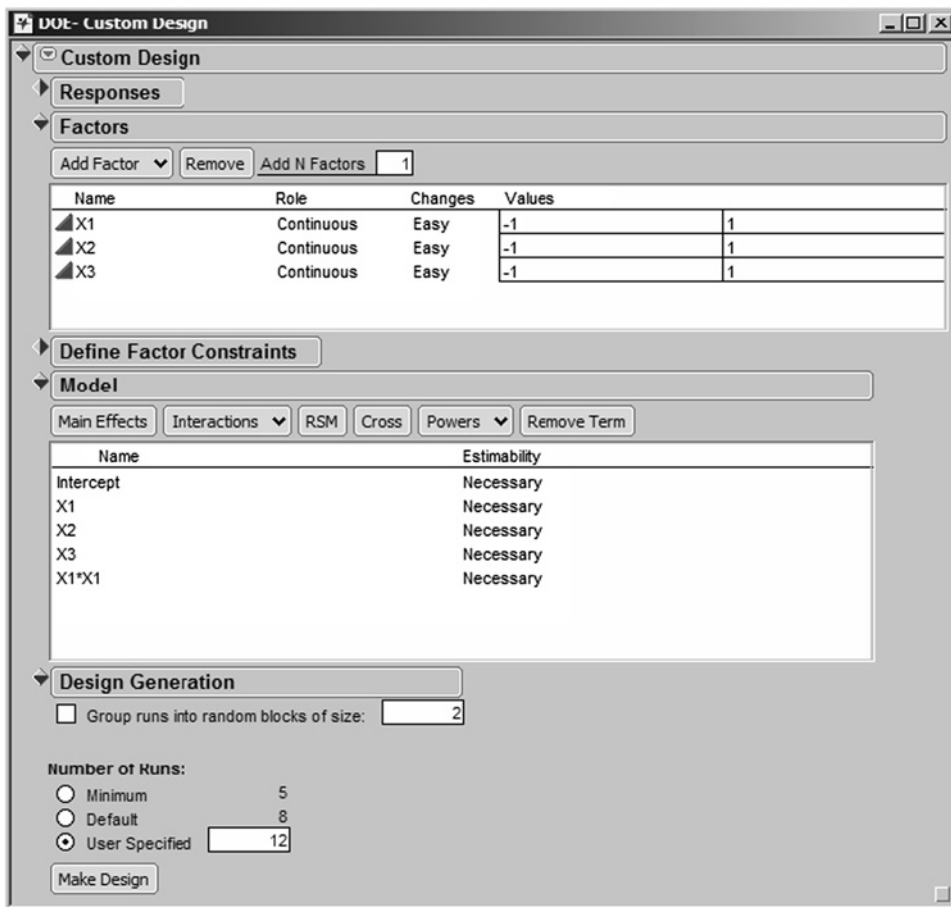 DOE- Custom Design
Custom Design
Responses
Factors
Add Factor Remove Add N Factors 1
Name Role Changes Values
X1 Continuous Easy -1 1
X2 Continuous Easy -1 1
X3 Continuous Easy -1 1
Define Factor Constraints
Model
Main Effects Interactions RSM Cross Powers Remove Term
Name Estimability
Intercept Necessary
X1 Necessary
X2 Necessary
X3 Necessary
X1*X1 Necessary
Design Generation
Group runs into random blocks of size: 2
Number of Runs:
Minimum 5
Default 8
User Specified 12
Make Design